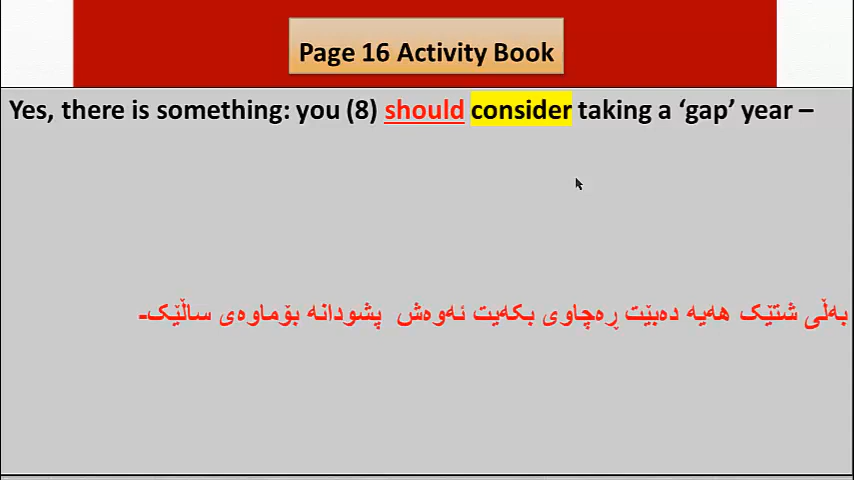 Page 16 Activity Book
Yes, there is something: you (8) should consider taking a ‘gap’ year –
بەڵی شتێک هەیە دەبێت ڕەچاوی بکەیت ئەوەش پشودانە بۆماوەی ساڵێک-